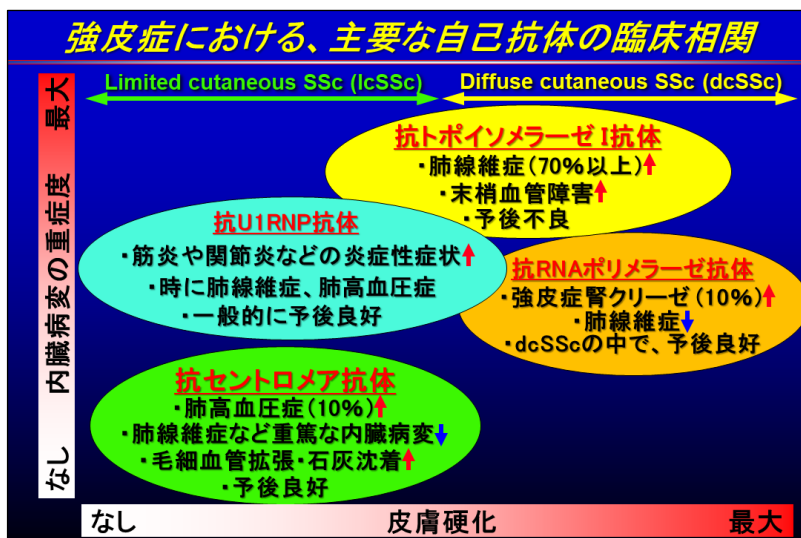 強皮症における、主要な自己抗体の臨床相関
Limited cutaneous SSc (lcSSc)
Diffuse cutaneous SSc (dcSSc)
最大
内臓病変の重症度
なし
抗トポイソメラーゼ I抗体
・肺線維症(70%以上)↑
・末梢血管障害↑
・予後不良
抗U1RNP抗体
・筋炎や関節炎などの炎症性症状↑
・時に肺線維症、肺高血圧症
・一般的に予後良好
抗RNAポリメラーゼ抗体
・強皮症腎クリーゼ(10%)↑
・肺線維症↓
・dcSScの中で、予後良好
抗セントロメア抗体
・肺高血圧症(10%)↑
・肺線維症など重篤な内臓病変↓
・毛細血管拡張・石灰沈着↑
・予後良好
なし
皮膚硬化
最大